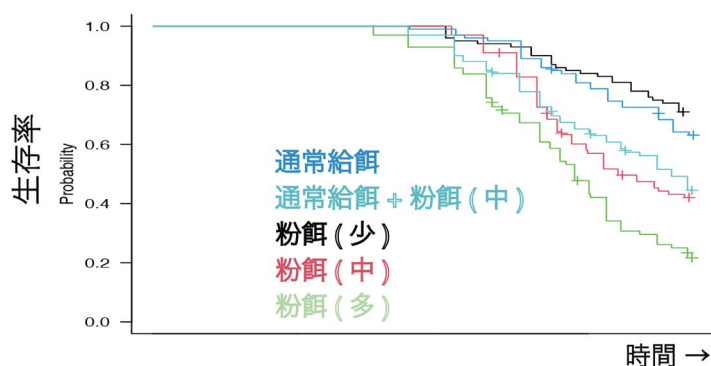 1.0
0.8
0.6
0.4
0.2
0.0
生存率
Probability
通常給餌
通常給餌 + 粉餌 ( 中 )
粉餌 ( 少 )
粉餌 ( 中 )
粉餌 ( 多 )
時間 →